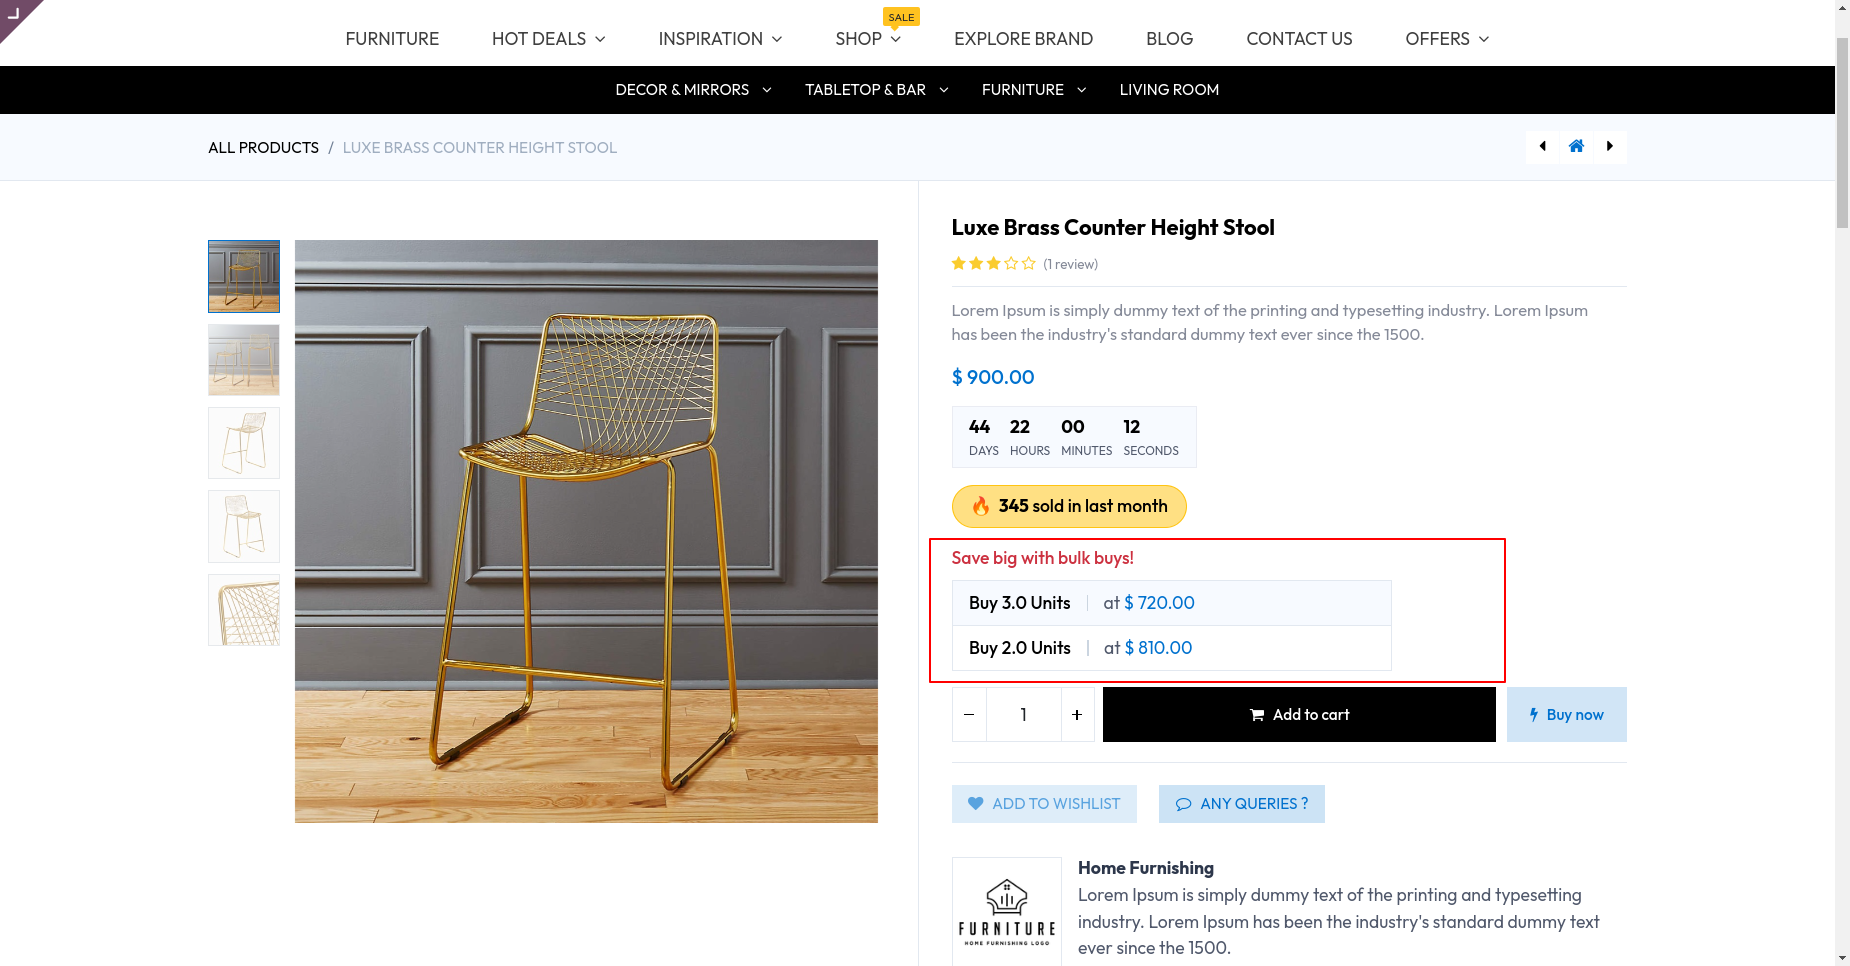 SALE
FURNITURE HOT DEALS INSPIRATION SHOP EXPLORE BRAND BLOG CONTACT US OFFERS
DECOR & MIRRORS TABLETOP & BAR FURNITURE LIVING ROOM
ALL PRODUCTS / LUXE BRASS COUNTER HEIGHT STOOL
Luxe Brass Counter Height Stool
(1 review)
Lorem Ipsum is simply dummy text of the printing and typesetting industry. Lorem Ipsum
has been the industry's standard dummy text ever since the 1500.
$ 900.00
44 22 00 12
DAYS HOURS MINUTES SECONDS
🔥 345 sold in last month
Save big with bulk buys!
Buy 3.0 Units | at $ 720.00
Buy 2.0 Units | at $ 810.00
− 1 + Add to cart Buy now
ADD TO WISHLIST ANY QUERIES ?
Home Furnishing
Lorem Ipsum is simply dummy text of the printing and typesetting
industry. Lorem Ipsum has been the industry's standard dummy text
ever since the 1500.
FURNITURE
HOME FURNISHING LOGO